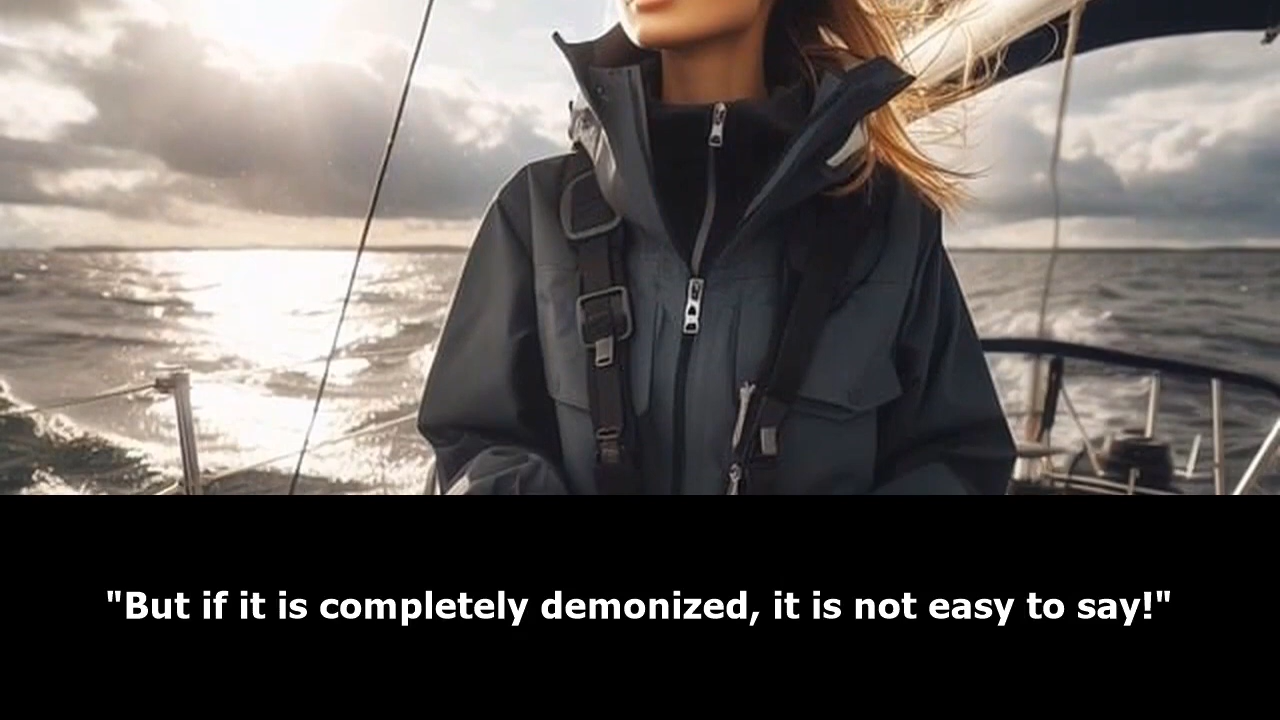 "But if it is completely demonized, it is not easy to say!"